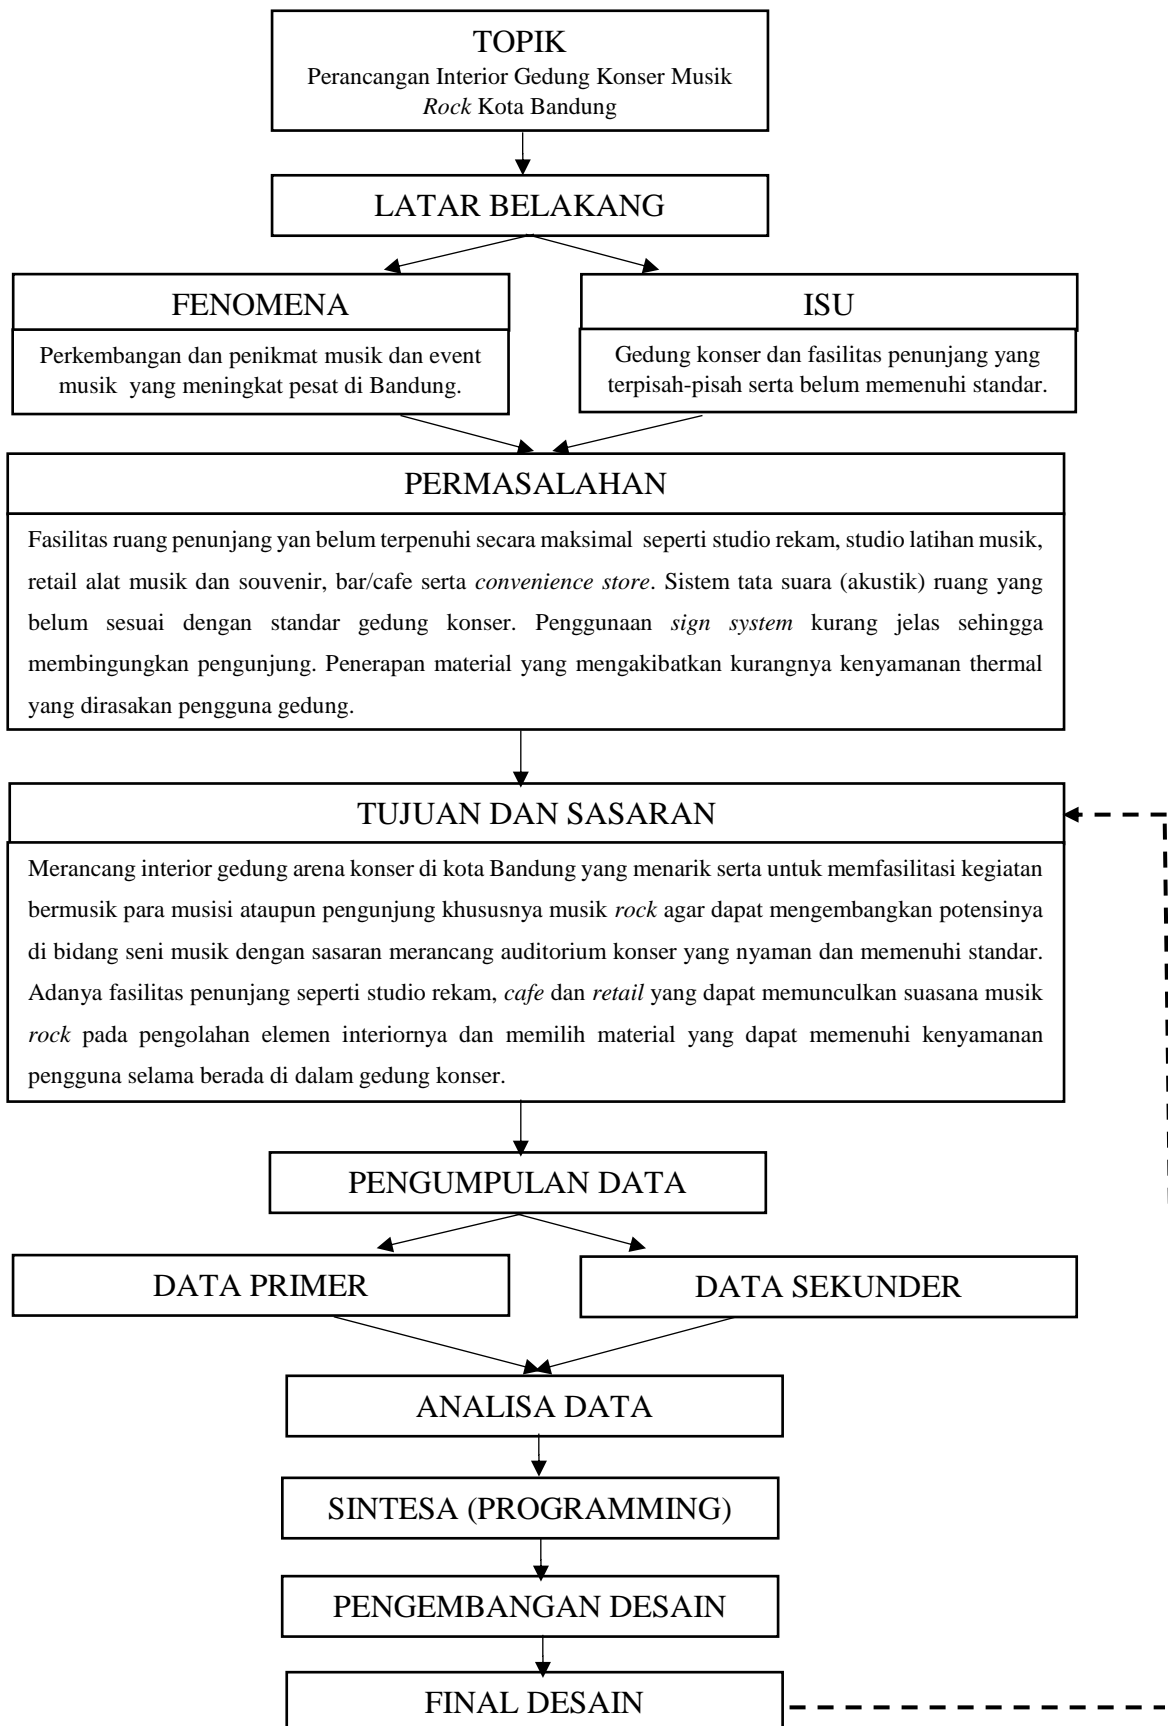 TOPIK
Perancangan Interior Gedung Konser Musik
Rock Kota Bandung
LATAR BELAKANG
FENOMENA
Perkembangan dan penikmat musik dan event
musik yang meningkat pesat di Bandung.
ISU
Gedung konser dan fasilitas penunjang yang
terpisah-pisah serta belum memenuhi standar.
PERMASALAHAN
Fasilitas ruang penunjang yan belum terpenuhi secara maksimal seperti studio rekam, studio latihan musik,
retail alat musik dan souvenir, bar/cafe serta convenience store. Sistem tata suara (akustik) ruang yang
belum sesuai dengan standar gedung konser. Penggunaan sign system kurang jelas sehingga
membingungkan pengunjung. Penerapan material yang mengakibatkan kurangnya kenyamanan thermal
yang dirasakan pengguna gedung.
TUJUAN DAN SASARAN
Merancang interior gedung arena konser di kota Bandung yang menarik serta untuk memfasilitasi kegiatan
bermusik para musisi ataupun pengunjung khususnya musik rock agar dapat mengembangkan potensinya
di bidang seni musik dengan sasaran merancang auditorium konser yang nyaman dan memenuhi standar.
Adanya fasilitas penunjang seperti studio rekam, cafe dan retail yang dapat memunculkan suasana musik
rock pada pengolahan elemen interiornya dan memilih material yang dapat memenuhi kenyamanan
pengguna selama berada di dalam gedung konser.
PENGUMPULAN DATA
DATA PRIMER
DATA SEKUNDER
ANALISA DATA
SINTESA (PROGRAMMING)
PENGEMBANGAN DESAIN
FINAL DESAIN